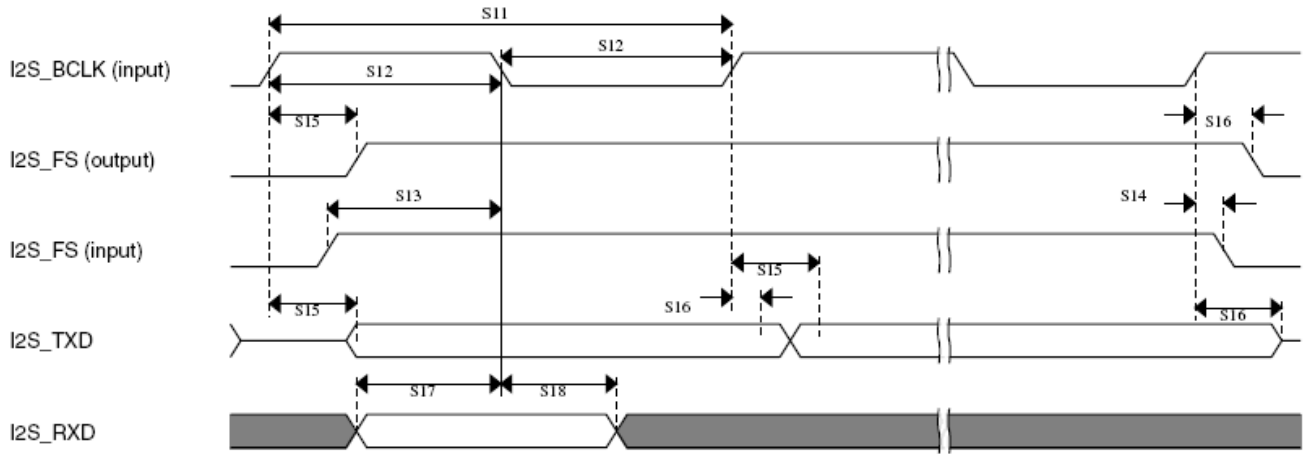 S11
I2S_BCLK (input)
S12
S12
S15
S16
I2S_FS (output)
S13
S14
I2S_FS (input)
S15
S15
S16
S16
I2S_TXD
S17
S18
I2S_RXD